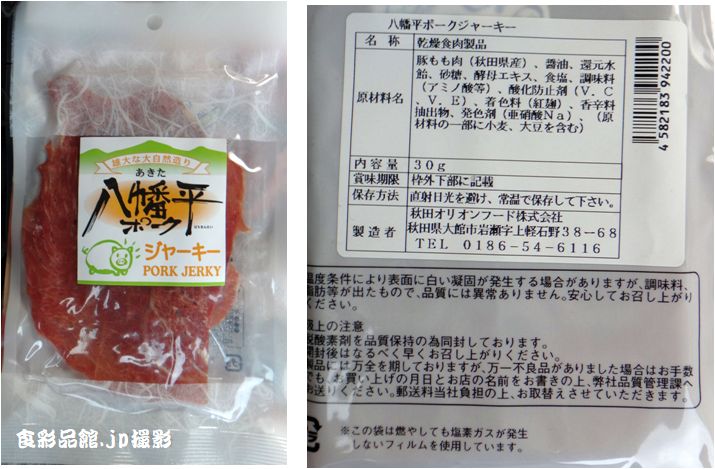 雄大な大自然造り
あきた
八幡平
ポーク
ジャーキー
PORK JERKY
食彩品館.jp撮影
八幡平ポークジャーキー
名 称 乾燥食肉製品
原材料名
豚もも肉(秋田県産)、醤油、還元水
飴、砂糖、酵母エキス、食塩、調味料
(アミノ酸等)、酸化防止剤(V.C
、V.E)、着色料(紅麹)、香辛料
抽出物、発色剤(亜硝酸Na)、(原
材料の一部に小麦、大豆を含む)
内 容 量 30g
賞味期限 枠外下部に記載
保存方法 直射日光を避け、常温で保存して下さい。
製 造 者
秋田オリオンフード株式会社
秋田県大館市岩瀬字上軽石野38-68
TEL 0186-54-6116
4 582183 942200
温度条件により表面に白い凝固が発生する場合がありますが、調味料、
脂肪等が出たもので、品質には異常ありません。安心してお召し上がり
ください。
扱上の注意
脱酸素剤を品質保持の為同封しております。
開封後はなるべく早くお召し上がりください。
製品には万全を期しておりますが、万一不良品がありました場合はお手数
でも、お買い上げの月日とお店の名前をお書きの上、弊社品質管理課へ
お送りください。郵送料当社負担の上、お取替えさせていただきます。
※この袋は燃やしても塩素ガスが発生
しないフィルムを使用しています。